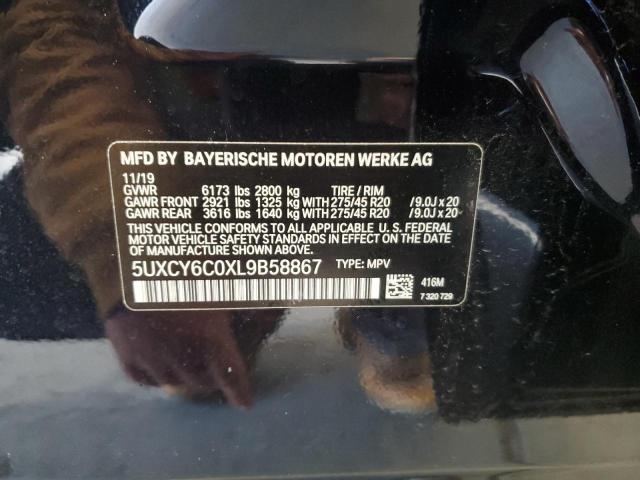 MFD BY BAYERISCHE MOTOREN WERKE AG
11/19
GVWR 6173 lbs 2800 kg TIRE / RIM
GAWR FRONT 2921 lbs 1325 kg WITH 275/45 R20 /9.0J x 20
GAWR REAR 3616 lbs 1640 kg WITH 275/45 R20 /9.0J x 20
THIS VEHICLE CONFORMS TO ALL APPLICABLE U. S. FEDERAL
MOTOR VEHICLE SAFETY STANDARDS IN EFFECT ON THE DATE
OF MANUFACTURE SHOWN ABOVE.
5UXCY6C0XL9B58867 TYPE: MPV
416M
7 320 729